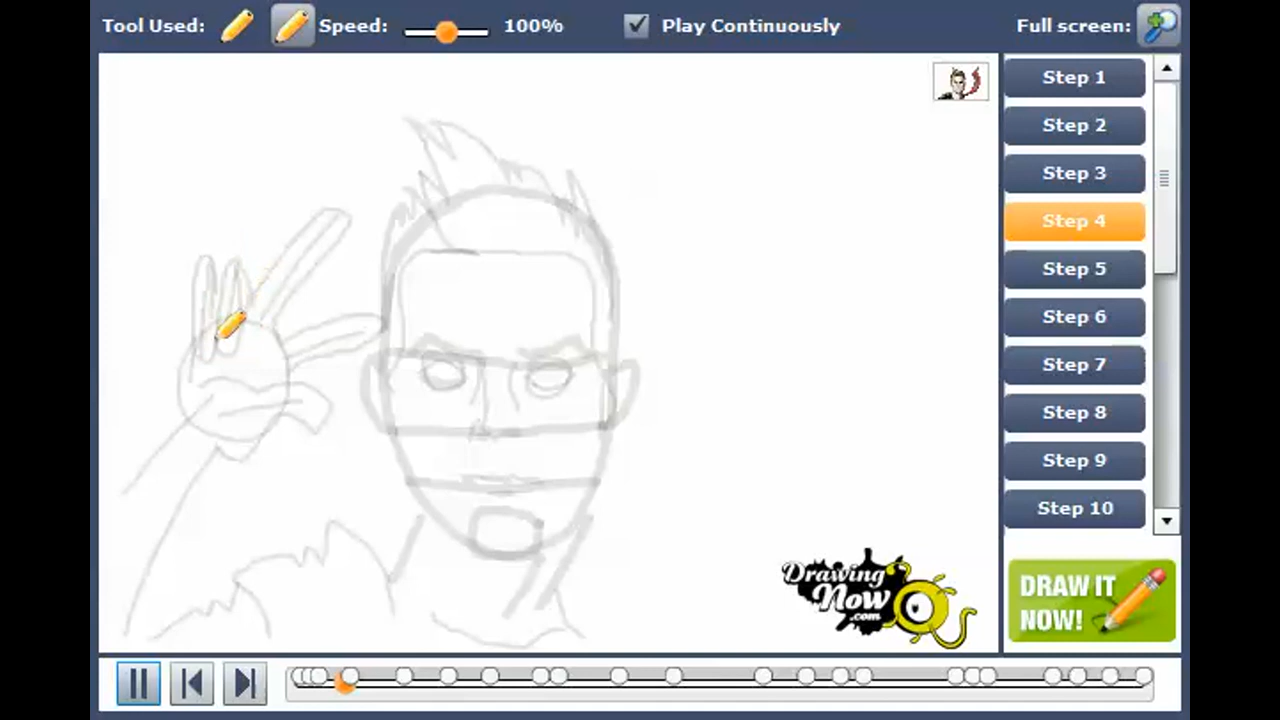 Tool Used:
Speed:
100%
Play Continuously
Full screen:
Step 1
Step 2
Step 3
Step 4
Step 5
Step 6
Step 7
Step 8
Step 9
Step 10
Drawing
Now!
.com
DRAW IT
NOW!